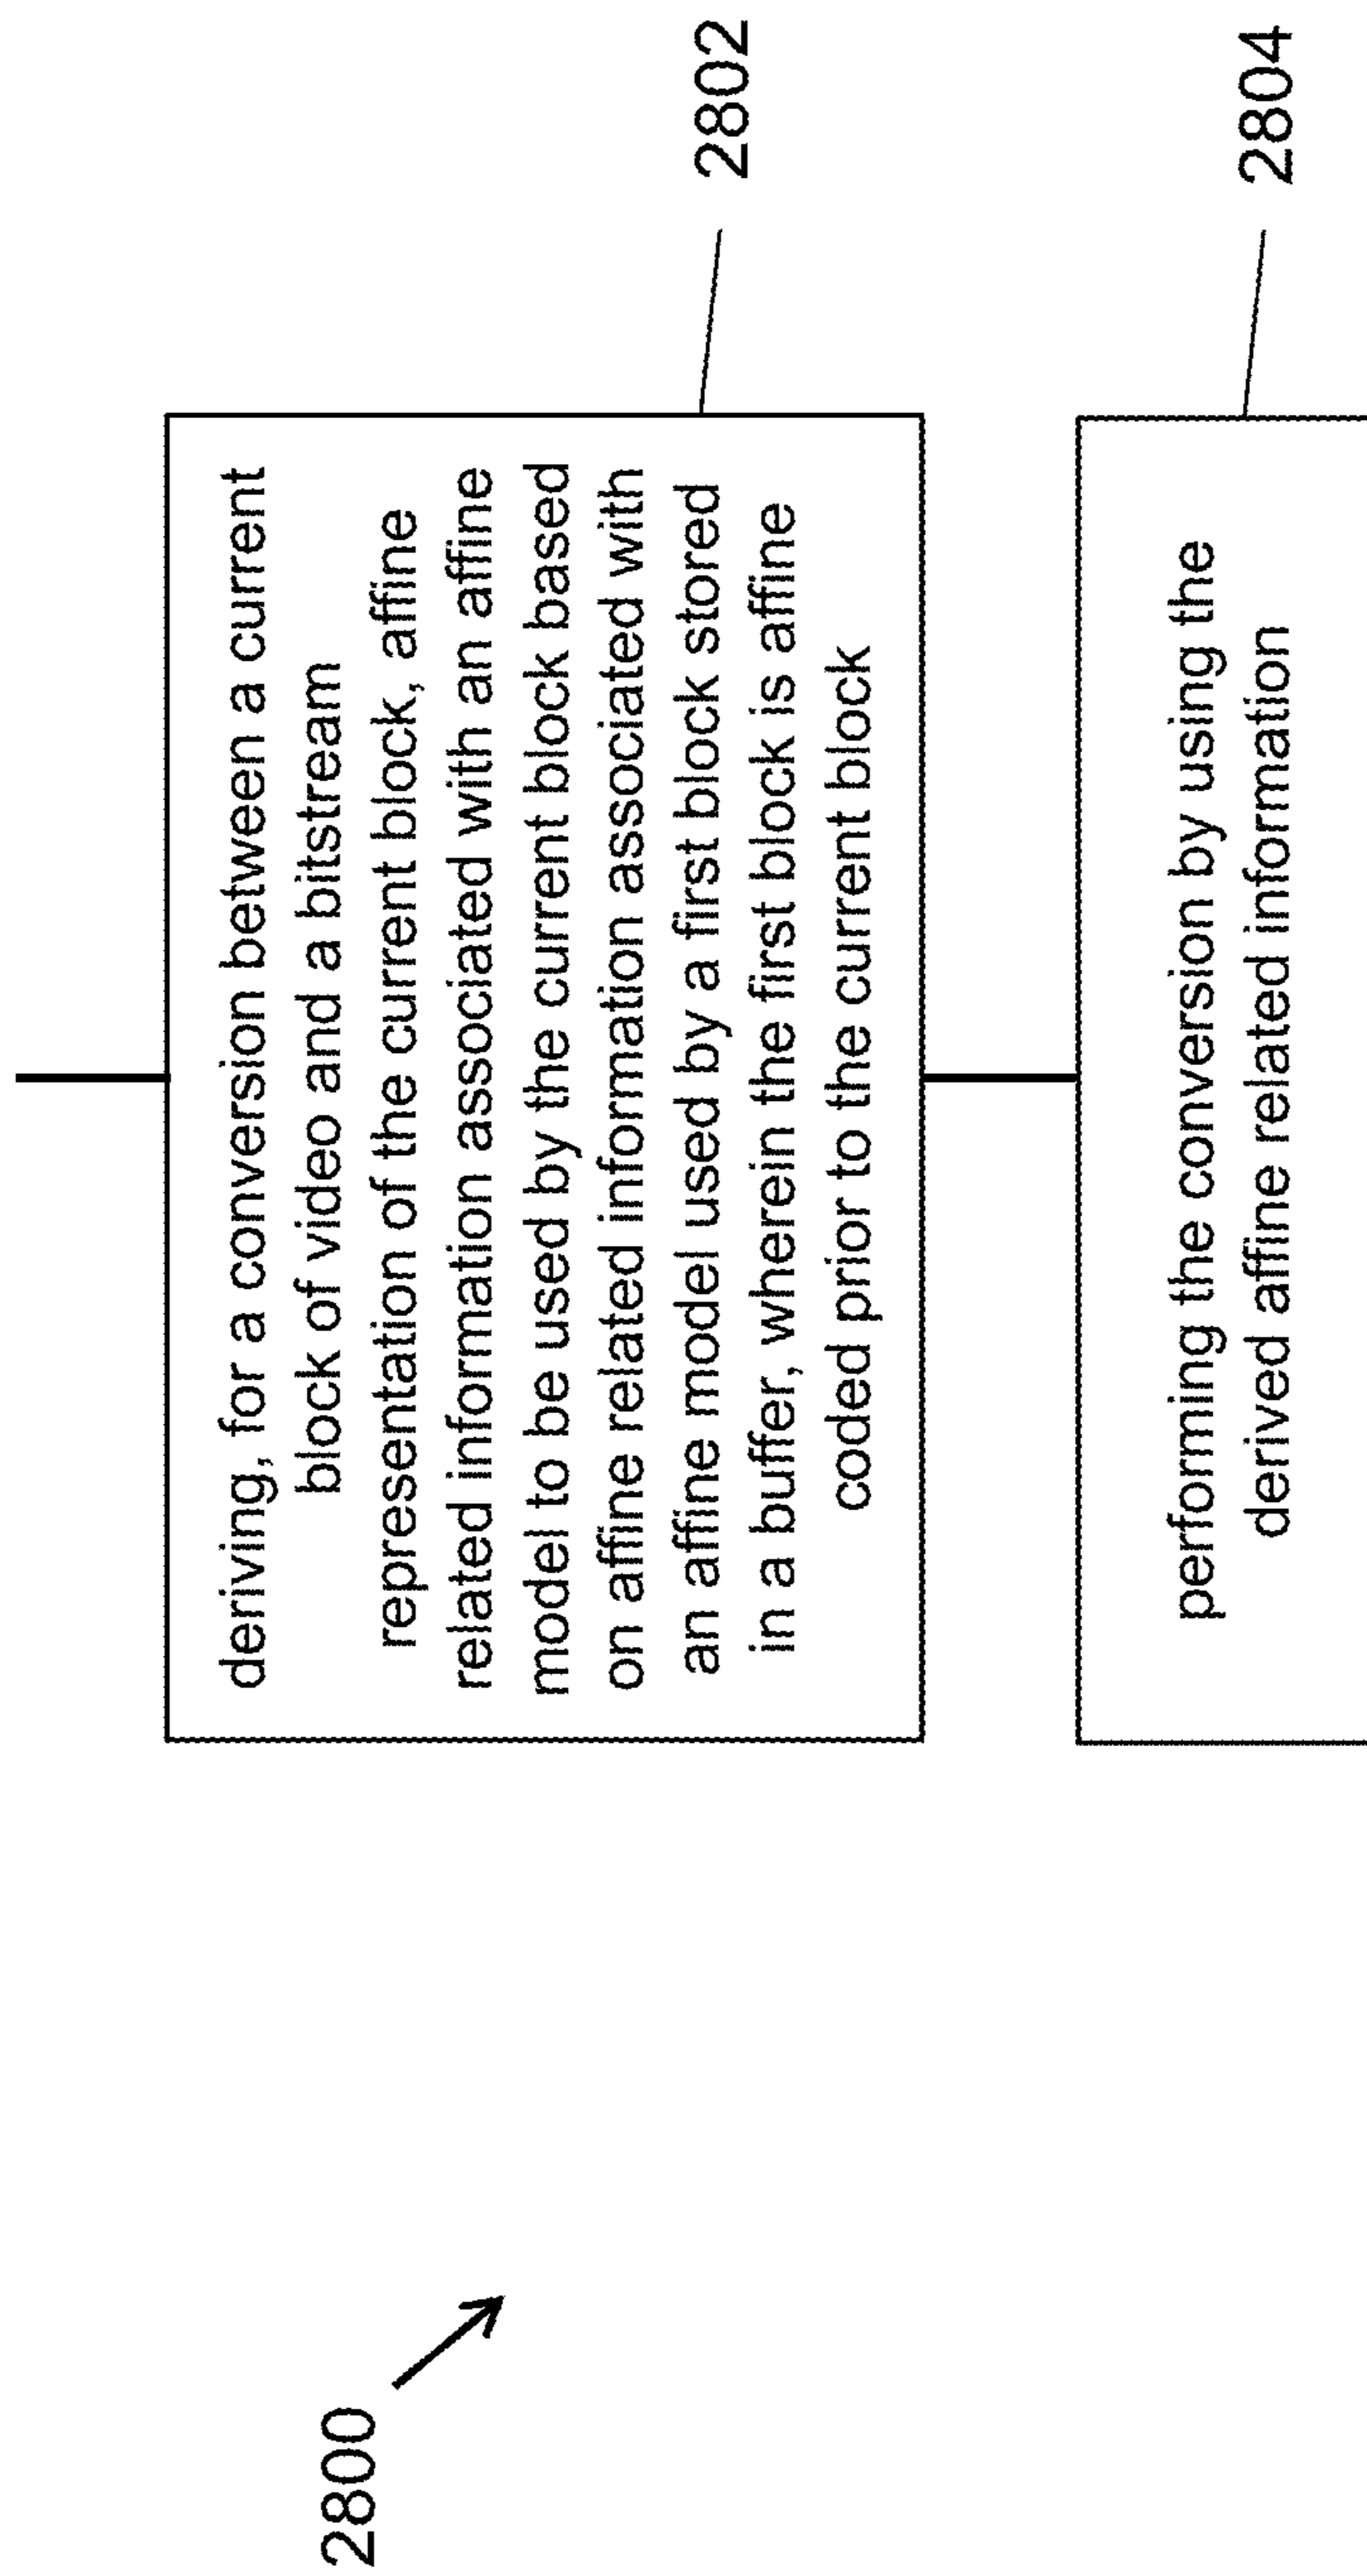 2800
deriving, for a conversion between a current
block of video and a bitstream
representation of the current block, affine
related information associated with an affine
model to be used by the current block based
on affine related information associated with
an affine model used by a first block stored
in a buffer, wherein the first block is affine
coded prior to the current block
2802
performing the conversion by using the
derived affine related information
2804